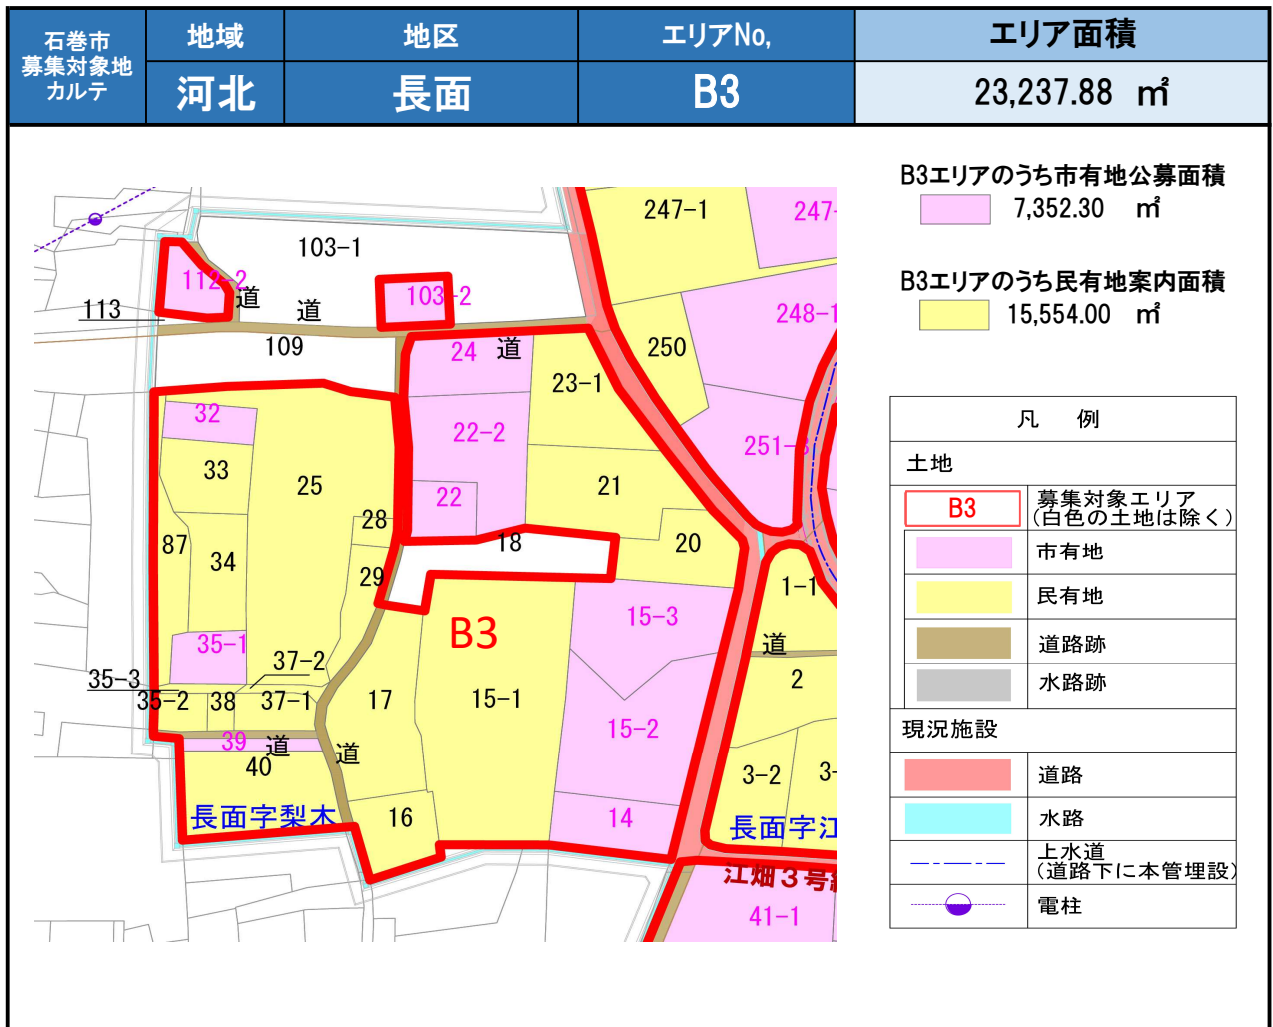 石巻市
募集対象地
カルテ
地域
地区
エリアNo,
エリア面積
河北
長面
B3
23,237.88 ㎡
B3エリアのうち市有地公募面積
7,352.30 ㎡
B3エリアのうち民有地案内面積
15,554.00 ㎡
凡 例
土地
B3
募集対象エリア
(白色の土地は除く)
市有地
民有地
道路跡
水路跡
現況施設
道路
水路
上水道
(道路下に本管埋設)
電柱
247-1
247-
103-1
112-2
道
道
103-2
113
248-1
109
24
道
250
23-1
32
22-2
251-3
33
25
21
22
28
87
34
18
20
29
1-1
15-3
B3
35-1
道
37-2
35-3
2
35-2
38
37-1
17
15-1
15-2
39
道
道
40
3-2
3-
長面字梨木
16
14
長面字江
江畑3号
41-1